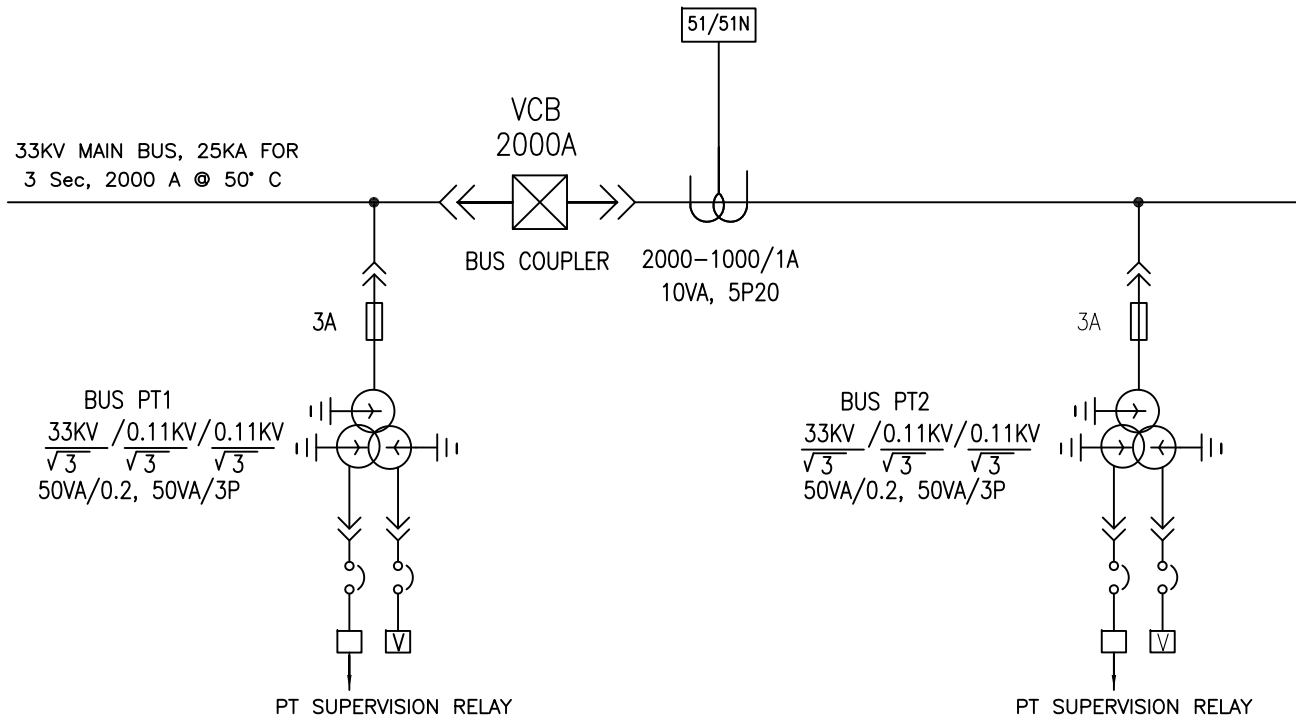 51/51N
VCB
2000A
33KV MAIN BUS, 25KA FOR
3 Sec, 2000 A @ 50° C
BUS COUPLER
2000-1000/1A
10VA, 5P20
3A
3A
BUS PT1
33KV/√3 / 0.11KV/√3 / 0.11KV/√3
50VA/0.2, 50VA/3P
BUS PT2
33KV/√3 / 0.11KV/√3 / 0.11KV/√3
50VA/0.2, 50VA/3P
V
V
PT SUPERVISION RELAY
PT SUPERVISION RELAY